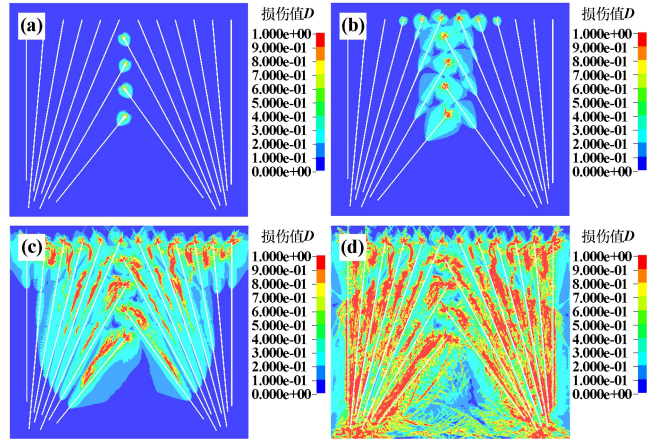 (a)
损伤值D
1.000e+00
9.000e-01
8.000e-01
7.000e-01
6.000e-01
5.000e-01
4.000e-01
3.000e-01
2.000e-01
1.000e-01
0.000e+00
(b)
损伤值D
1.000e+00
9.000e-01
8.000e-01
7.000e-01
6.000e-01
5.000e-01
4.000e-01
3.000e-01
2.000e-01
1.000e-01
0.000e+00
(c)
损伤值D
1.000e+00
9.000e-01
8.000e-01
7.000e-01
6.000e-01
5.000e-01
4.000e-01
3.000e-01
2.000e-01
1.000e-01
0.000e+00
(d)
损伤值D
1.000e+00
9.000e-01
8.000e-01
7.000e-01
6.000e-01
5.000e-01
4.000e-01
3.000e-01
2.000e-01
1.000e-01
0.000e+00